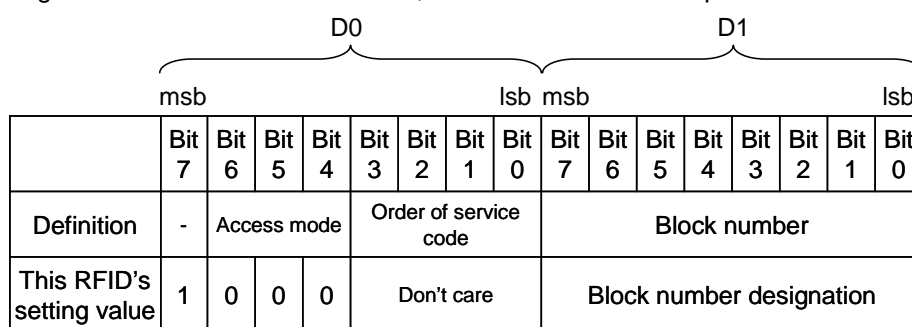 D0 D1
msb lsb msb lsb
Bit 7 Bit 6 Bit 5 Bit 4 Bit 3 Bit 2 Bit 1 Bit 0 Bit 7 Bit 6 Bit 5 Bit 4 Bit 3 Bit 2 Bit 1 Bit 0
Definition - Access mode Order of service code Block number
This RFID's setting value 1 0 0 0 Don't care Block number designation